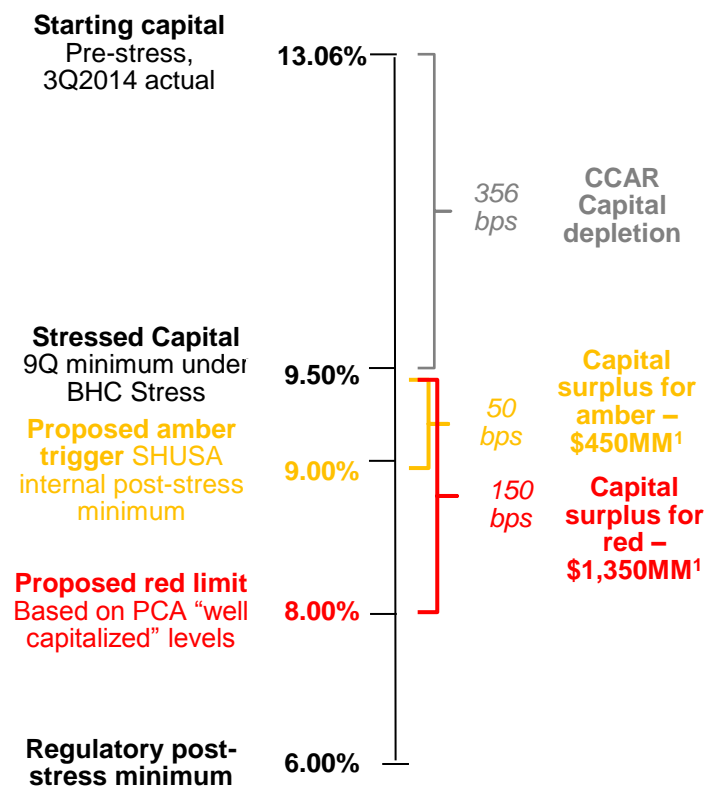 Starting capital
Pre-stress,
3Q2014 actual
13.06%
356
bps
CCAR
Capital
depletion
Stressed Capital
9Q minimum under
BHC Stress
9.50%
Proposed amber
trigger SHUSA
internal post-stress
minimum
9.00%
50
bps
Capital
surplus for
amber –
$450MM¹
150
bps
Capital
surplus for
red –
$1,350MM¹
Proposed red limit
Based on PCA “well
capitalized” levels
8.00%
Regulatory post-
stress minimum
6.00%